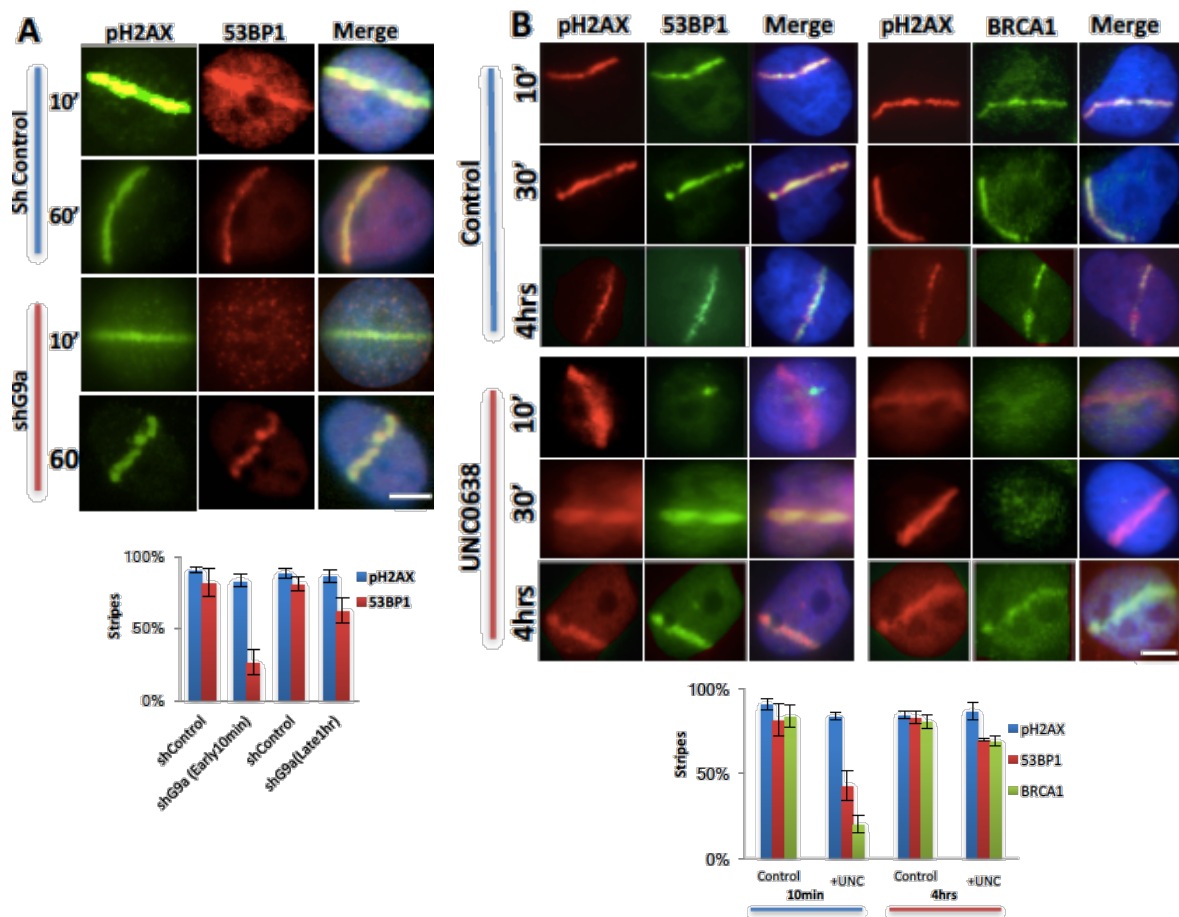 A
pH2AX 53BP1 Merge
Sh Control
10’
60’
shG9a
10’
60
100%
50%
0%
Stripes
pH2AX
53BP1
shControl
shG9a (Early10min)
shControl
shG9a(Late1hr)
B
pH2AX 53BP1 Merge pH2AX BRCA1 Merge
Control
10’
30’
4hrs
UNC0638
10’
30’
4hrs
100%
50%
0%
Stripes
pH2AX
53BP1
BRCA1
Control +UNC Control +UNC
10min 4hrs